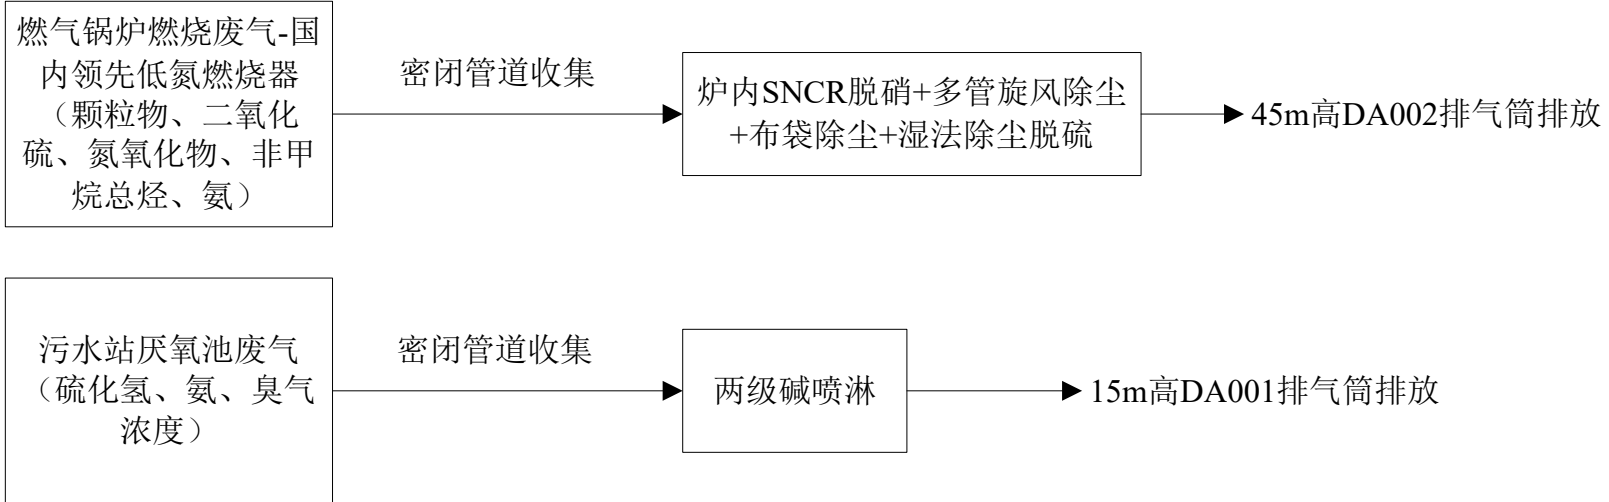 燃气锅炉燃烧废气-国
内领先低氮燃烧器
（颗粒物、二氧化
硫、氮氧化物、非甲
烷总烃、氨）
密闭管道收集
炉内SNCR脱硝+多管旋风除尘
+布袋除尘+湿法除尘脱硫
45m高DA002排气筒排放
污水站厌氧池废气
（硫化氢、氨、臭气
浓度）
密闭管道收集
两级碱喷淋
15m高DA001排气筒排放